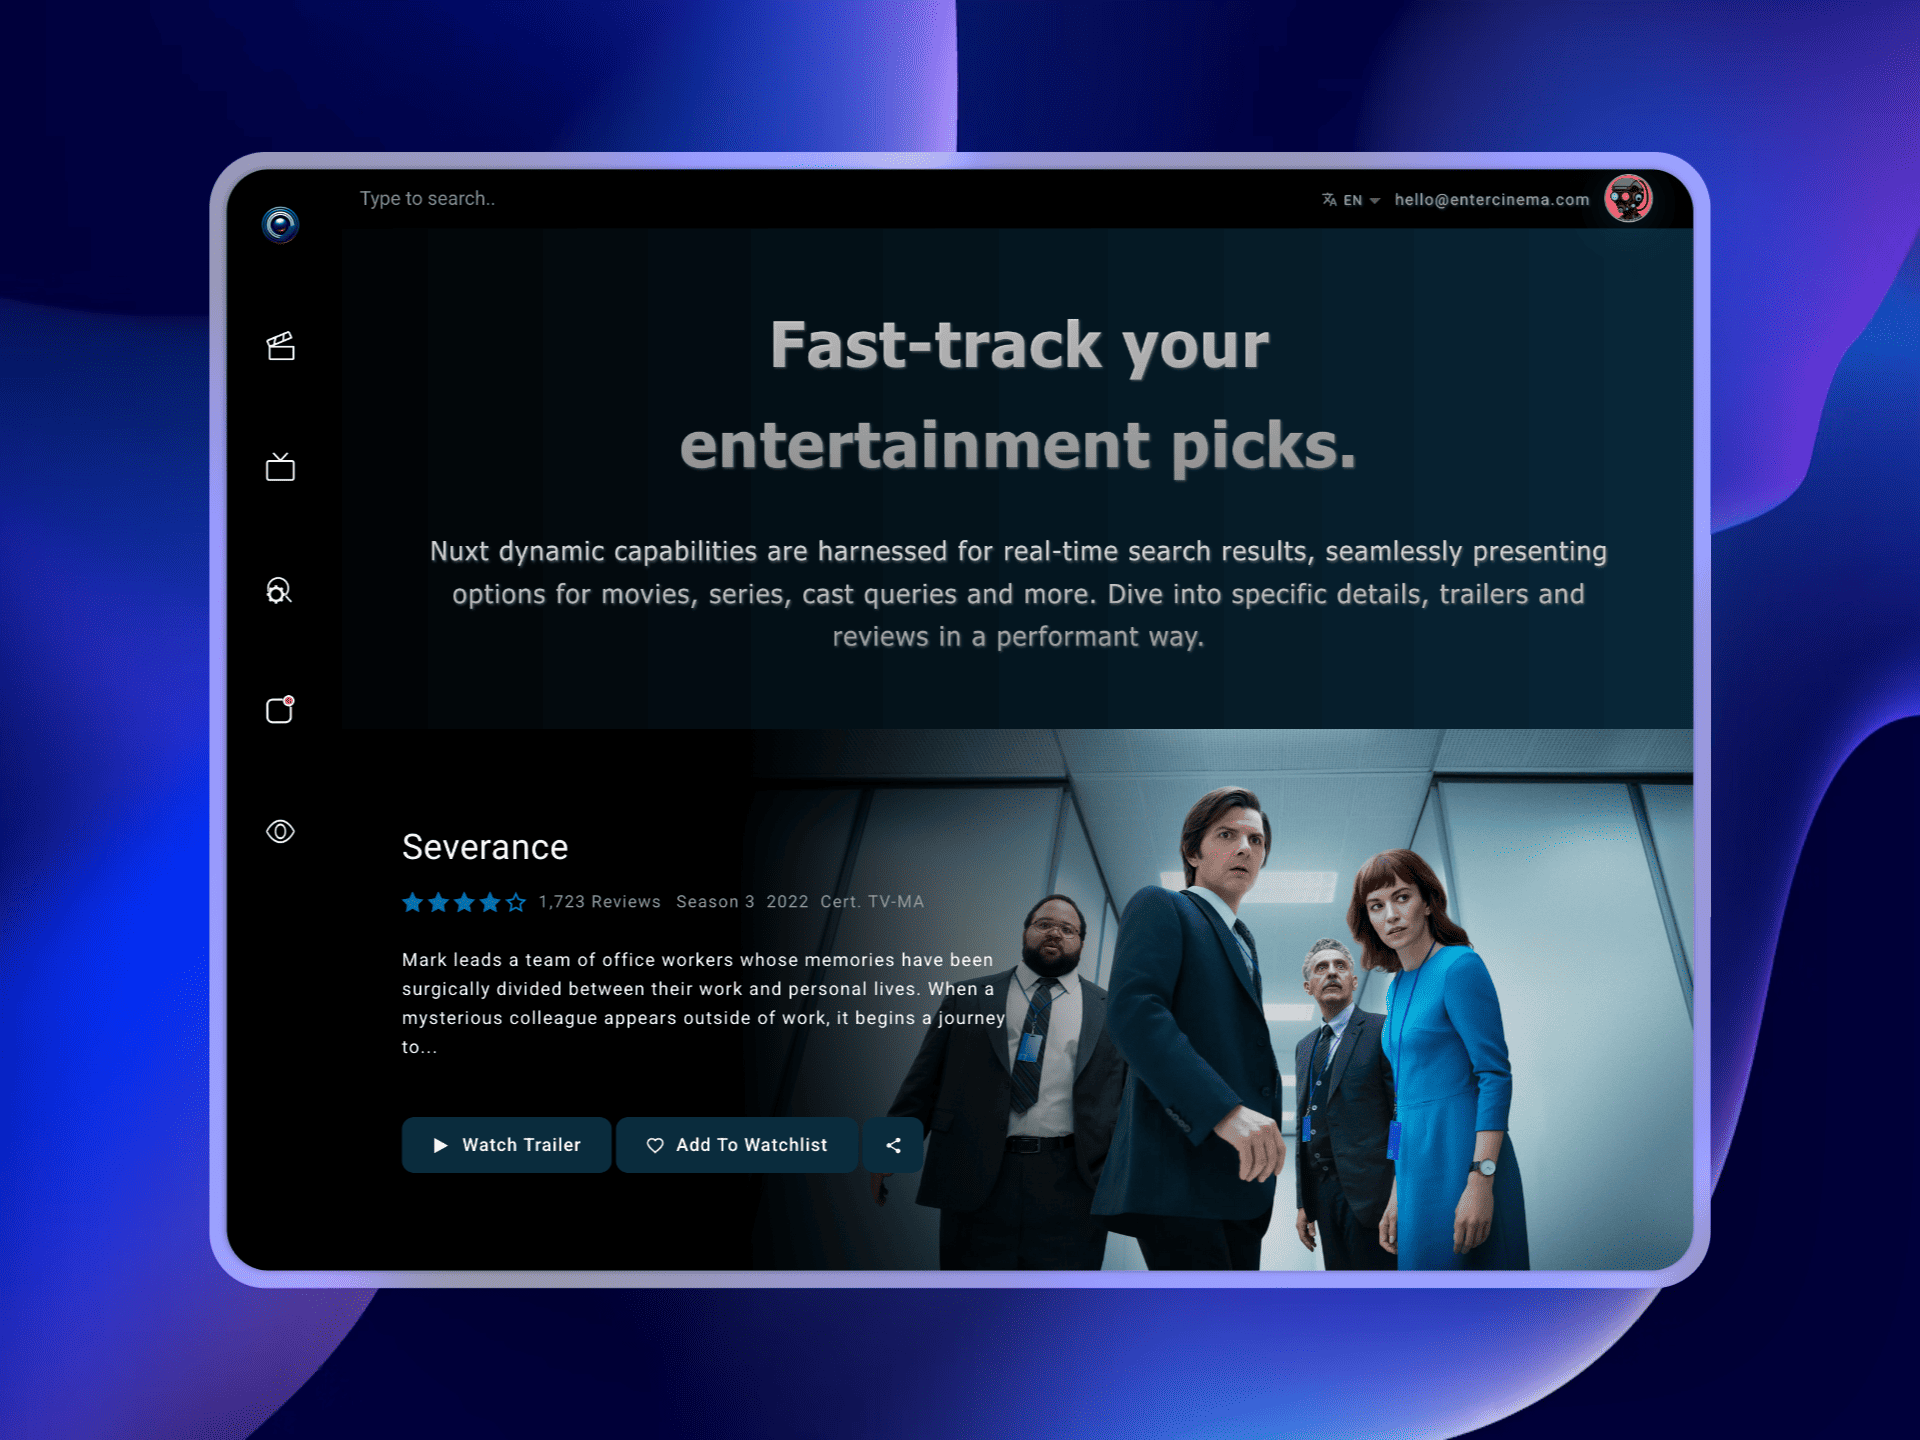 Type to search..
EN
hello@entercinema.com
Fast-track your
entertainment picks.
Nuxt dynamic capabilities are harnessed for real-time search results, seamlessly presenting
options for movies, series, cast queries and more. Dive into specific details, trailers and
reviews in a performant way.
Severance
1,723 Reviews Season 3 2022 Cert. TV-MA
Mark leads a team of office workers whose memories have been
surgically divided between their work and personal lives. When a
mysterious colleague appears outside of work, it begins a journey
to...
Watch Trailer
Add To Watchlist